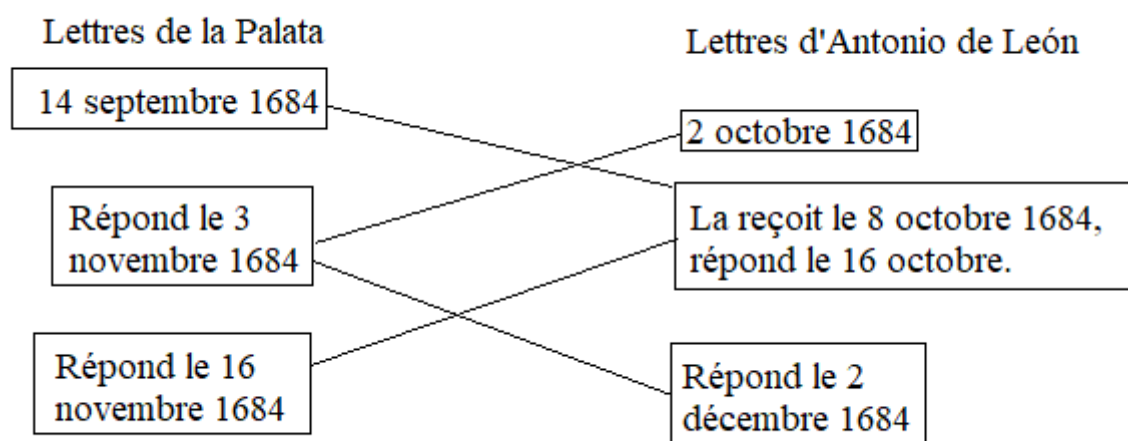 Lettres de la Palata
Lettres d'Antonio de León
14 septembre 1684
2 octobre 1684
Répond le 3
novembre 1684
La reçoit le 8 octobre 1684,
répond le 16 octobre.
Répond le 16
novembre 1684
Répond le 2
décembre 1684